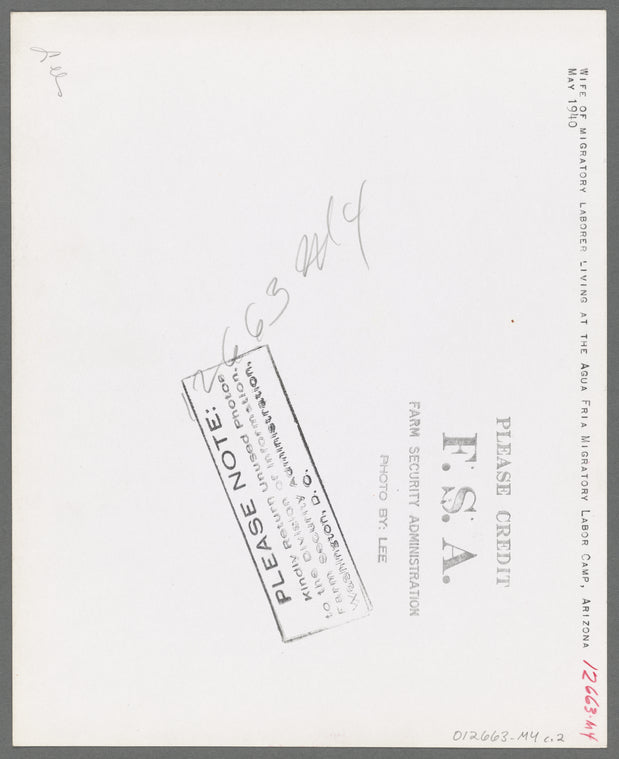 WIFE OF MIGRATORY LABORER LIVING AT THE AGUA FRIA MIGRATORY LABOR CAMP, ARIZONA
MAY 1940
12663-M4
PLEASE CREDIT
F.S.A.
FARM SECURITY ADMINISTRATION
PHOTO BY: LEE
12663 M4
PLEASE NOTE:
Kindly Return Unused Photos
to the Division of Information,
Farm Security Administration,
Washington, D. C.
Lee
012663-M4 c.2